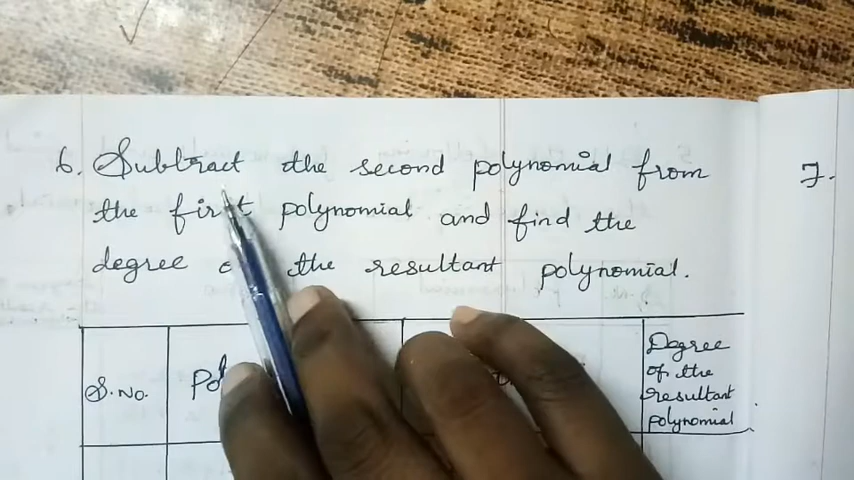 6. Subtract the second polynomial from
the first polynomial and find the
degree the resultant polynomial.
S. No.
Degree
of the
resultant
polynomial
7.